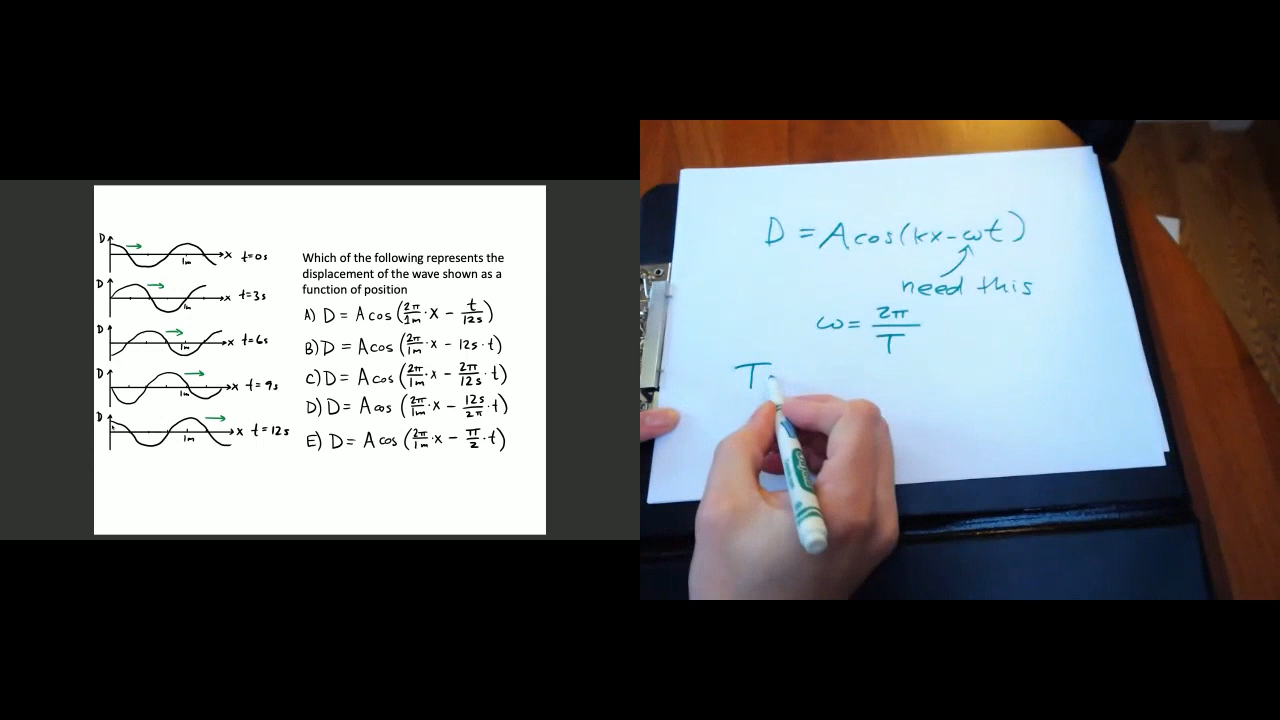 D
x t=0s
1m
D
x t=3s
1m
D
x t=6s
1m
D
x t=9s
1m
D
x t=12s
1m
Which of the following represents the
displacement of the wave shown as a
function of position
A) D = A cos (2π/1m · x - t/12s)
B) D = A cos (2π/1m · x - 12s · t)
C) D = A cos (2π/1m · x - 2π/12s · t)
D) D = A cos (2π/1m · x - 12s/2π · t)
E) D = A cos (2π/1m · x - π/2 · t)
D = A cos(kx-ωt)
need this
ω = 2π/T
T